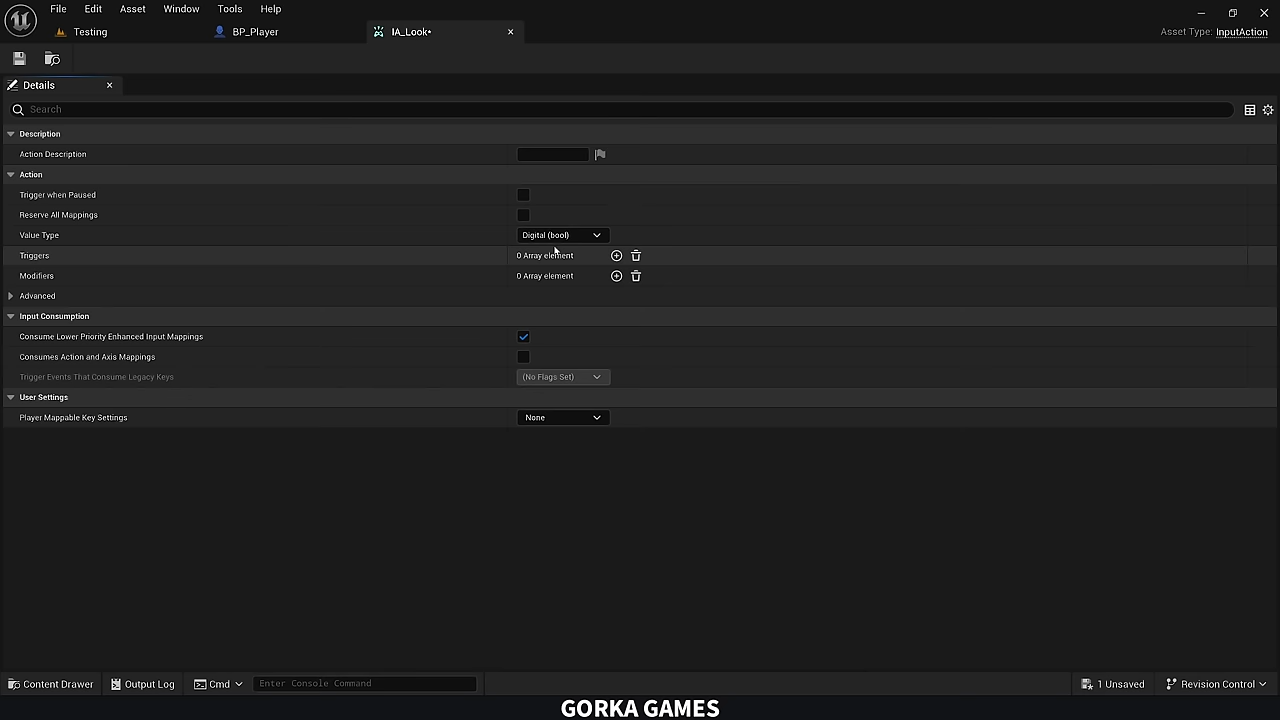 File Edit Asset Window Tools Help
Testing BP_Player IA_Look• Asset Type: InputAction
Details
Search
Description
Action Description
Action
Trigger when Paused
Reserve All Mappings
Value Type Digital (bool)
Triggers 0 Array element
Modifiers 0 Array element
Advanced
Input Consumption
Consume Lower Priority Enhanced Input Mappings
Consumes Action and Axis Mappings
Trigger Events That Consume Legacy Keys (No Flags Set)
User Settings
Player Mappable Key Settings None
Content Drawer Output Log Cmd Enter Console Command 1 Unsaved Revision Control
GORKA GAMES